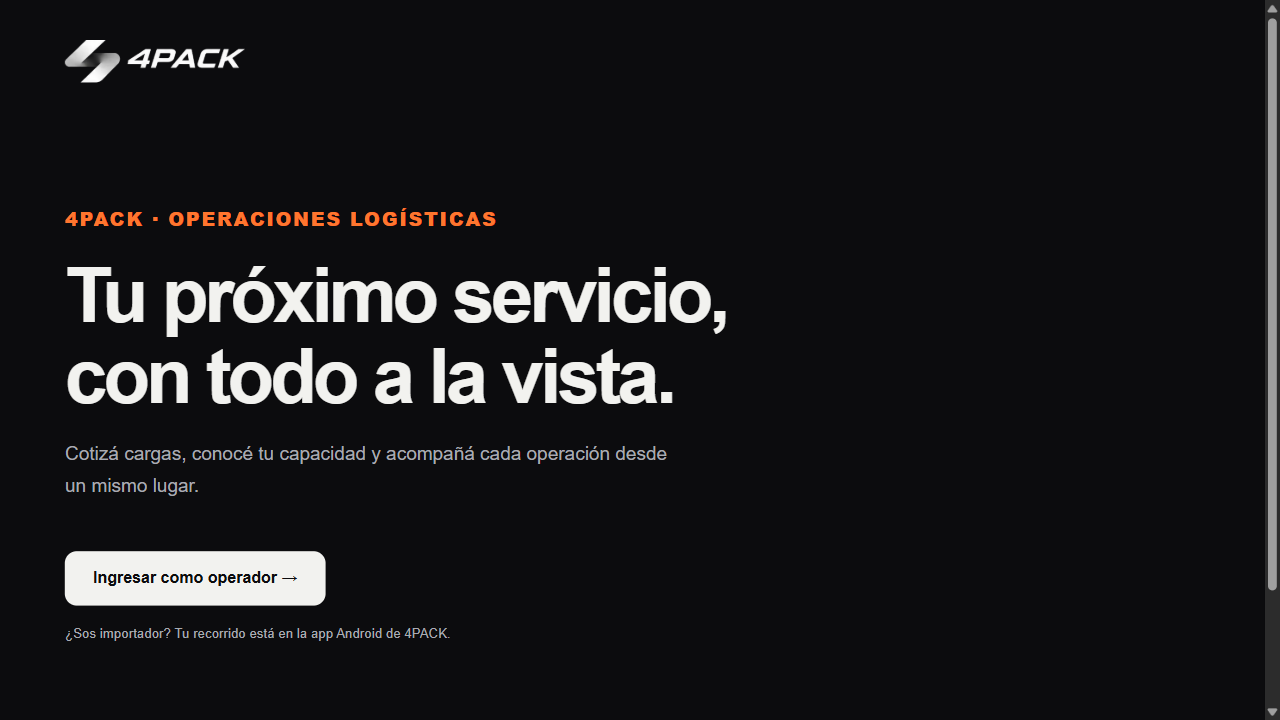 4PACK
4PACK · OPERACIONES LOGÍSTICAS
Tu próximo servicio,
con todo a la vista.
Cotizá cargas, conocé tu capacidad y acompañá cada operación desde
un mismo lugar.
Ingresar como operador →
¿Sos importador? Tu recorrido está en la app Android de 4PACK.